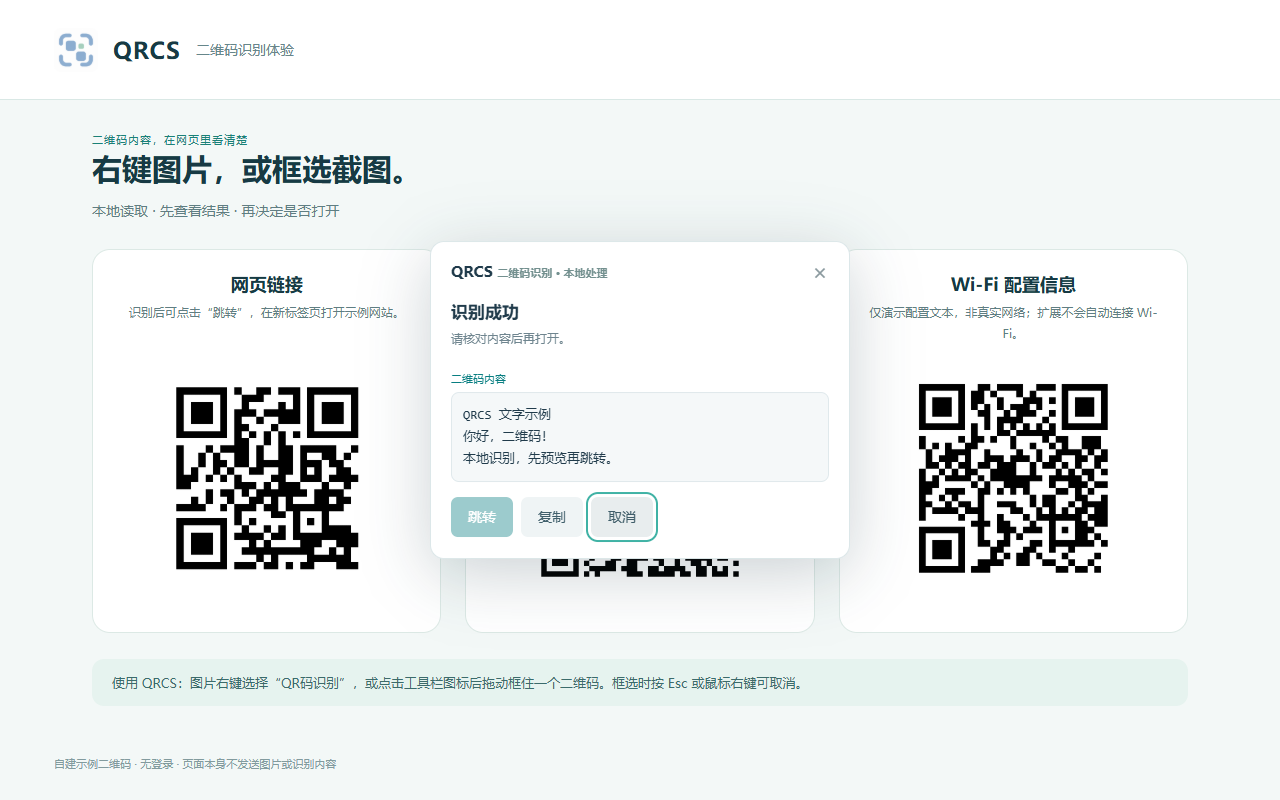 QRCS 二维码识别体验
二维码内容，在网页里看清楚
右键图片，或框选截图。
本地读取 · 先查看结果 · 再决定是否打开
网页链接
识别后可点击“跳转”，在新标签页打开示例网站。
QRCS 二维码识别 • 本地处理
×
识别成功
请核对内容后再打开。
二维码内容
QRCS 文字示例
你好，二维码！
本地识别，先预览再跳转。
跳转 复制 取消
Wi-Fi 配置信息
仅演示配置文本，非真实网络；扩展不会自动连接 Wi-
Fi。
使用 QRCS：图片右键选择“QR码识别”，或点击工具栏图标后拖动框住一个二维码。框选时按 Esc 或鼠标右键可取消。
自建示例二维码 · 无登录 · 页面本身不发送图片或识别内容